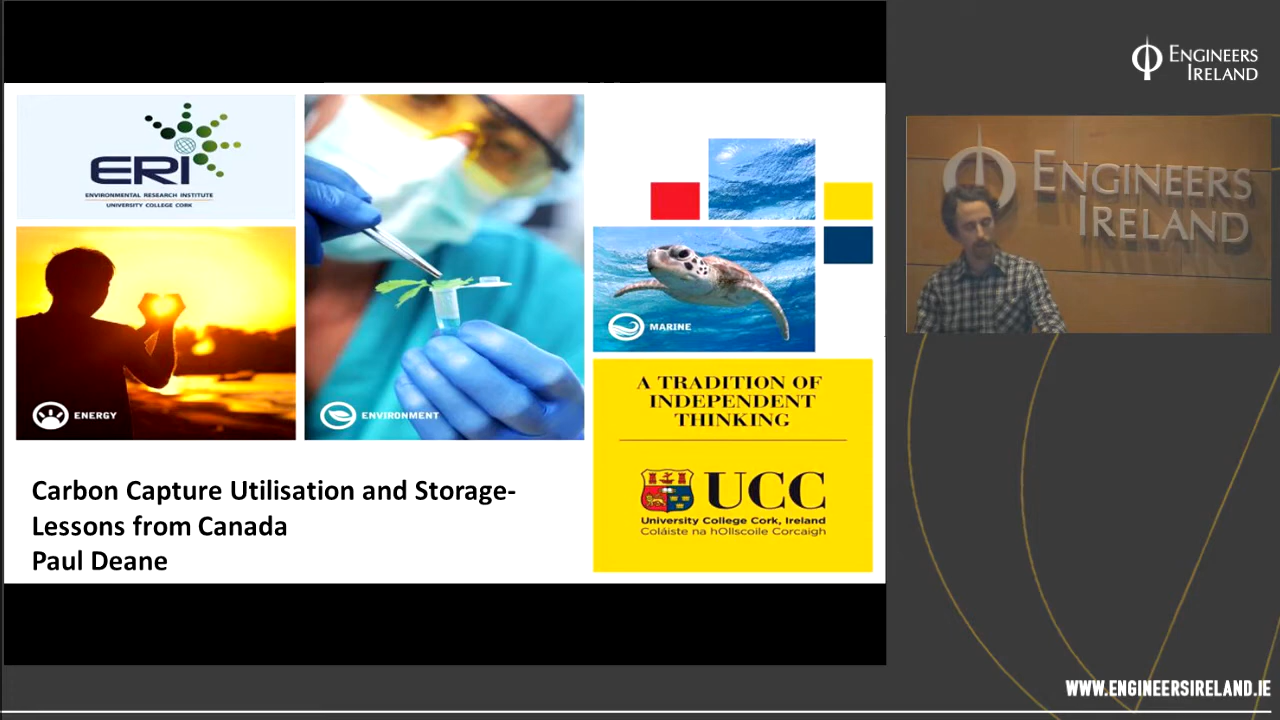 ERI
ENVIRONMENTAL RESEARCH INSTITUTE
UNIVERSITY COLLEGE CORK
ENERGY
ENVIRONMENT
MARINE
A TRADITION OF
INDEPENDENT
THINKING
UCC
University College Cork, Ireland
Coláiste na hOllscoile Corcaigh
Carbon Capture Utilisation and Storage-
Lessons from Canada
Paul Deane
ENGINEERS
IRELAND
ENGINEERS
IRELAND
WWW.ENGINEERSIRELAND.IE